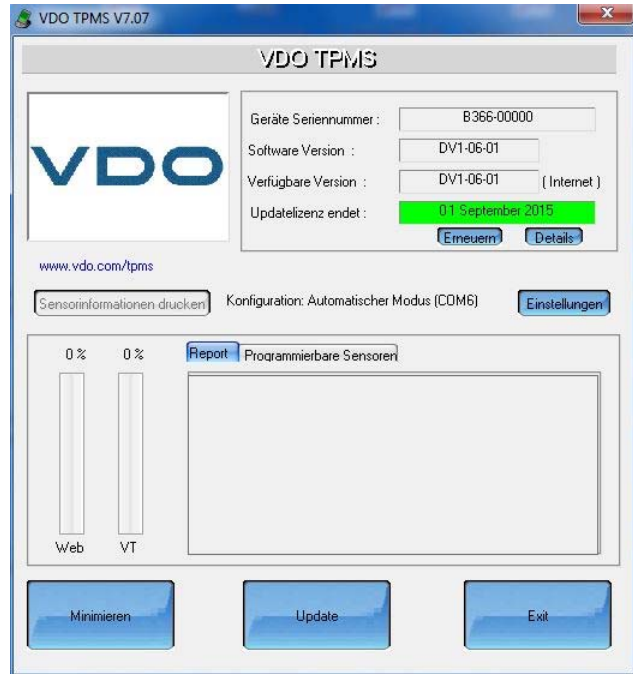 VDO TPMS V7.07
VDO TPMS
VDO
Geräte Seriennummer : B366-00000
Software Version : DV1-06-01
Verfügbare Version : DV1-06-01 ( Internet )
Updatelizenz endet : 01 September 2015
Erneuern Details
www.vdo.com/tpms
Sensorinformationen drucken Konfiguration: Automatischer Modus (COM6) Einstellungen
0 % 0 % Report Programmierbare Sensoren
Web VT
Minimieren Update Exit